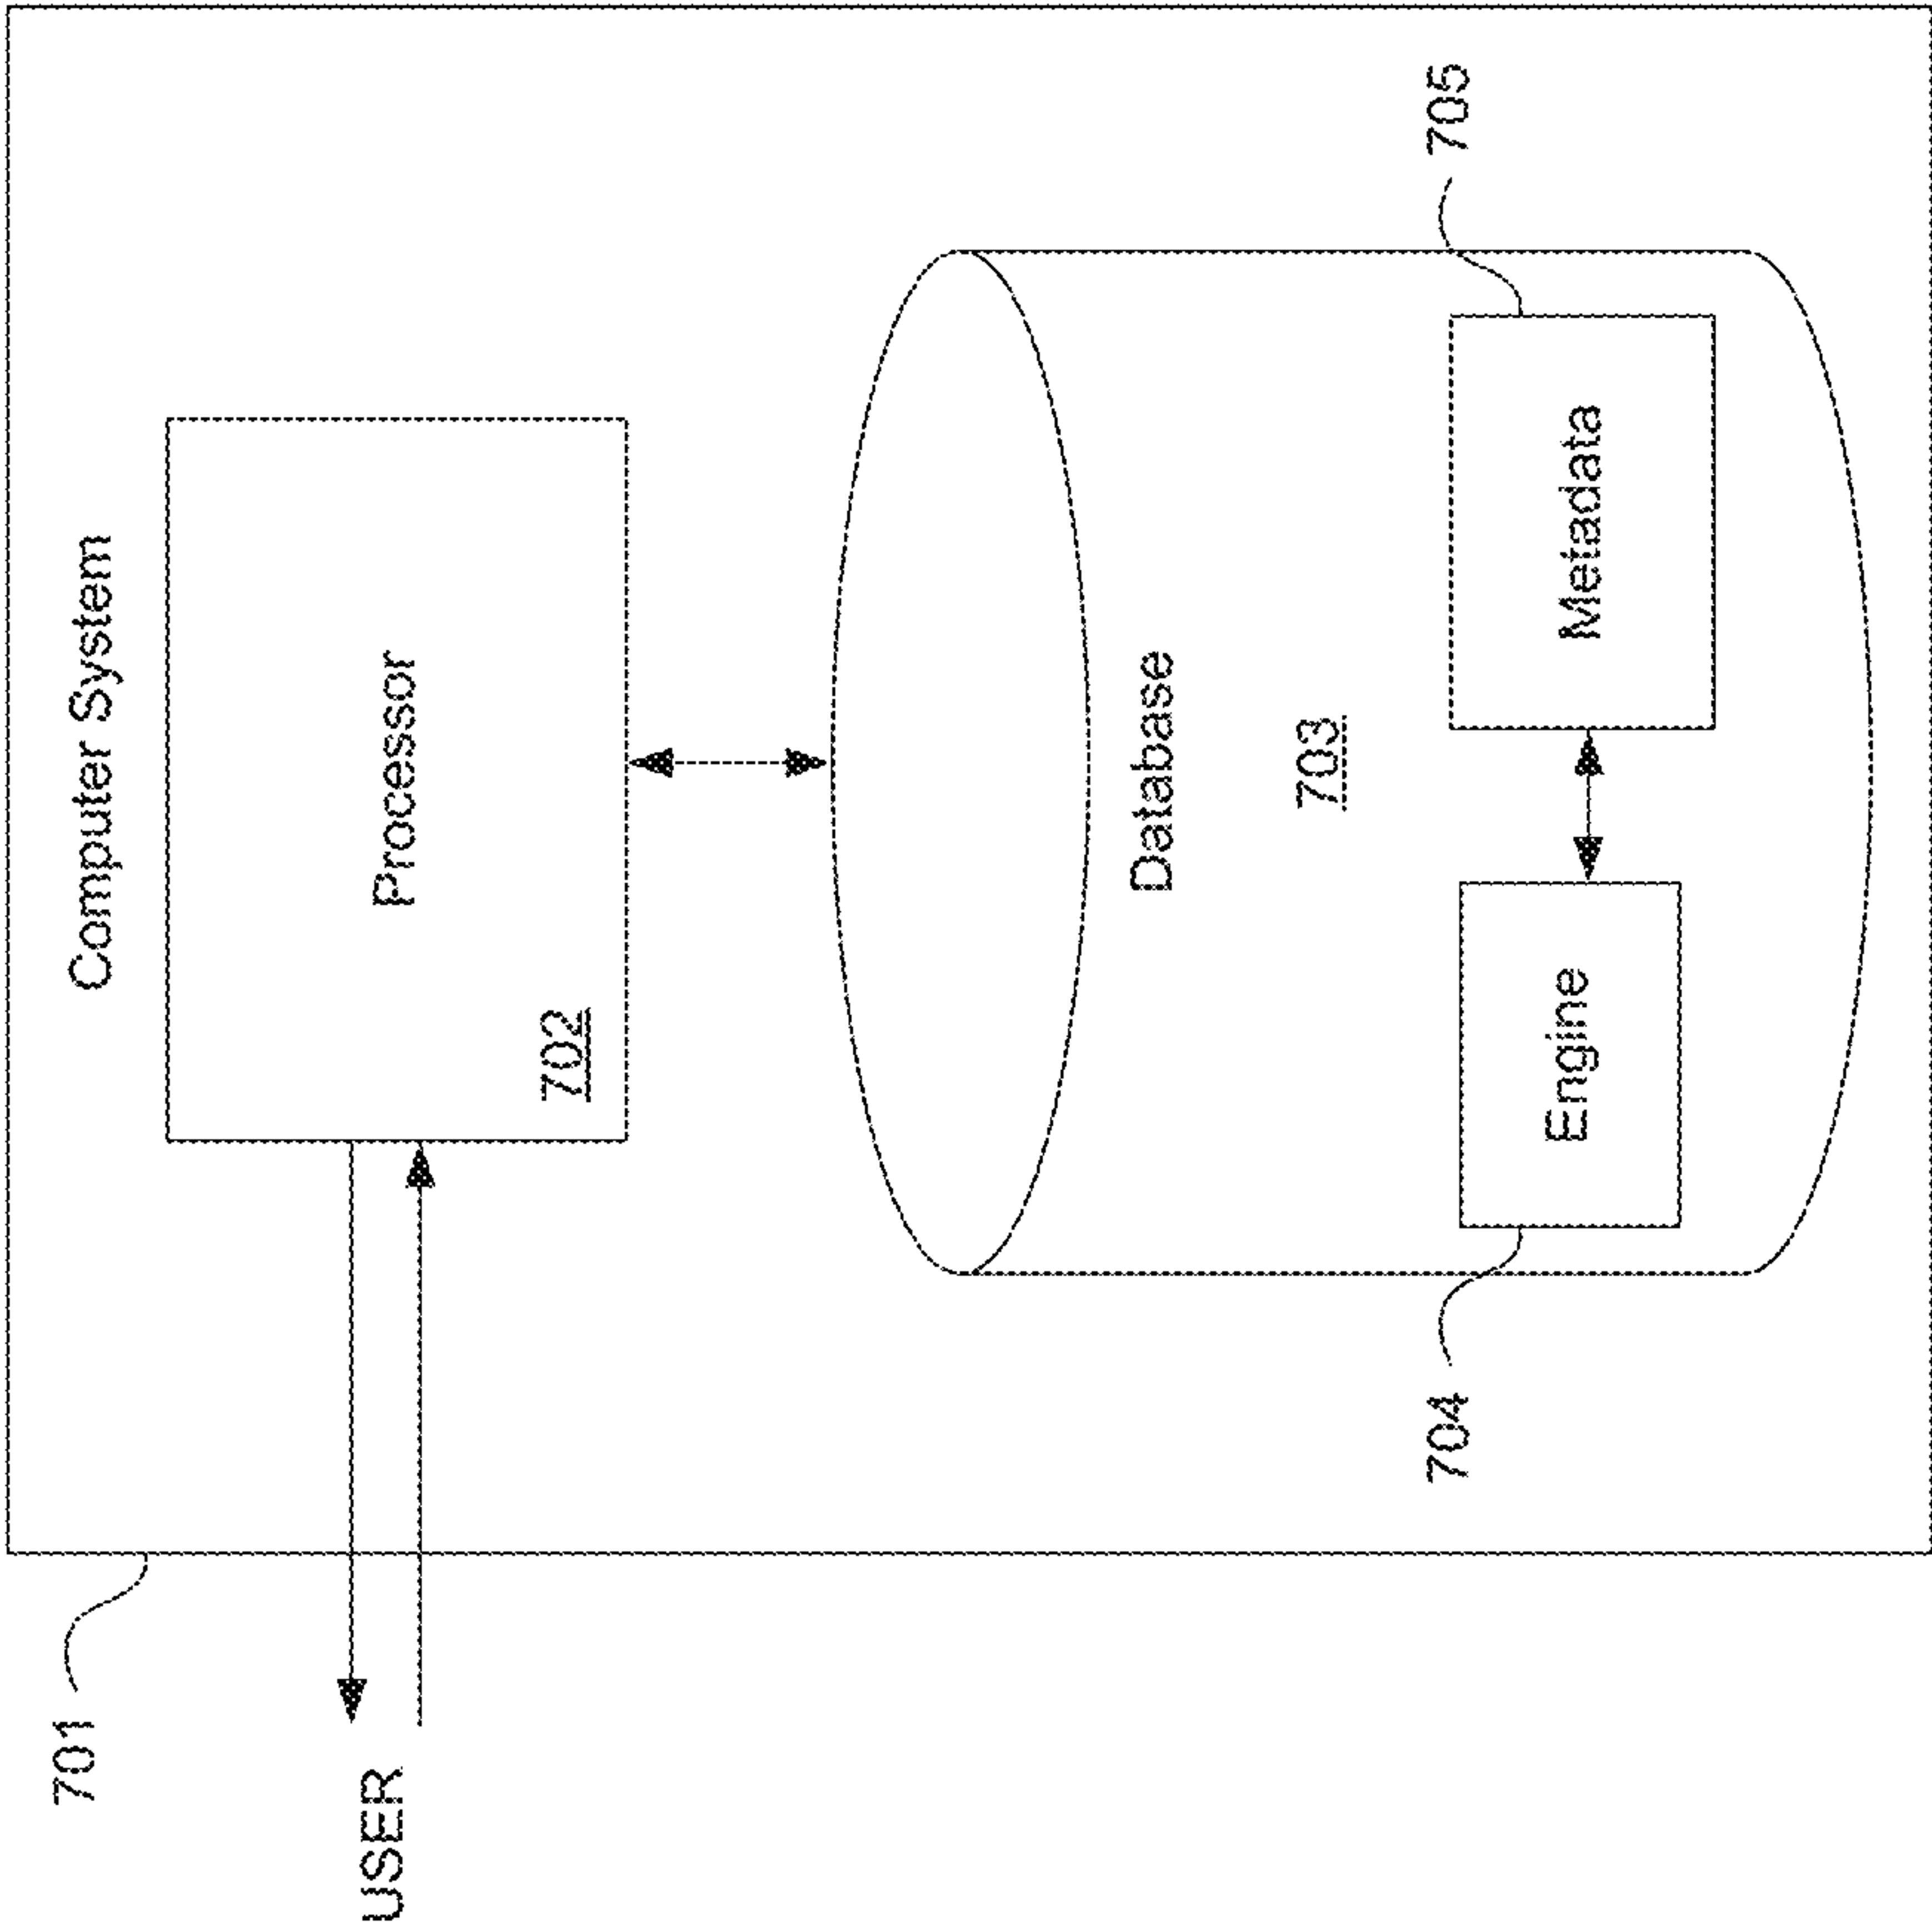 701
Computer System
USER
Processor
702
Database
703
704
705
Engine
Metadata